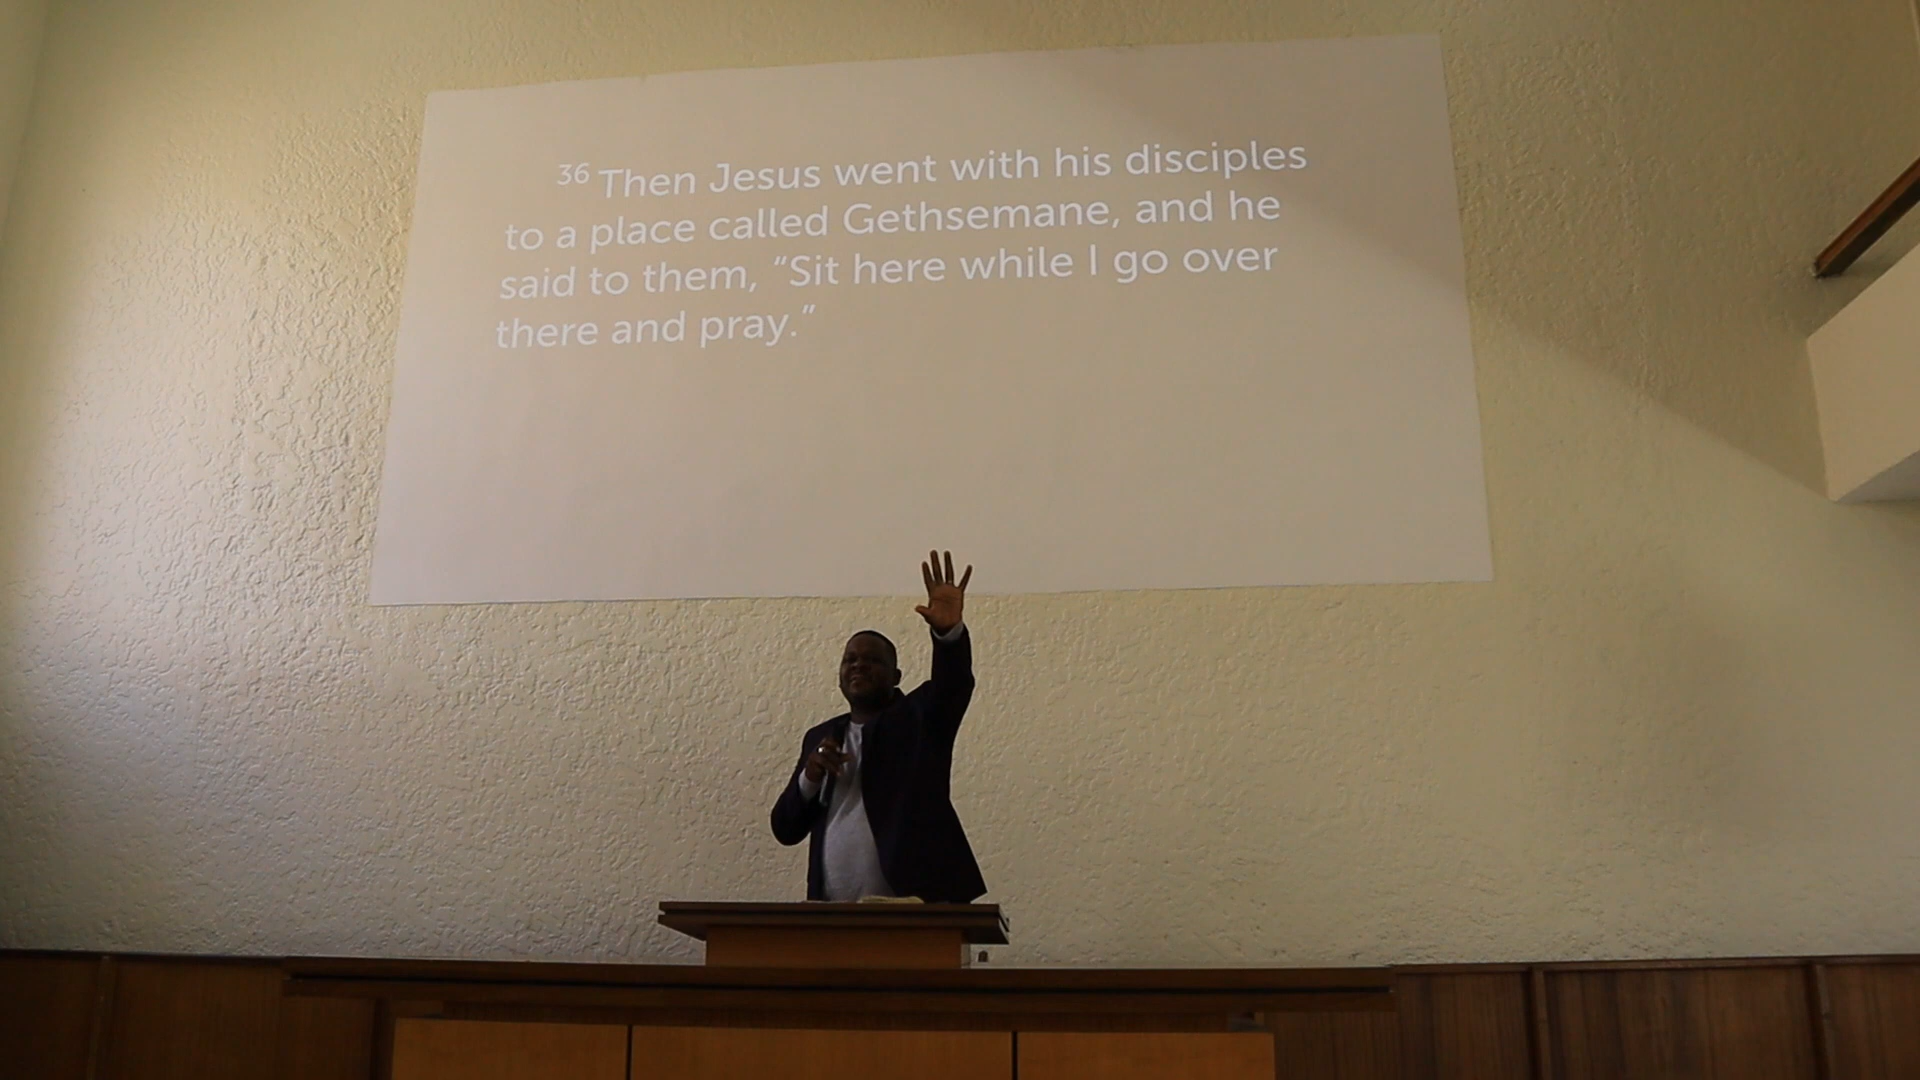 36 Then Jesus went with his disciples
to a place called Gethsemane, and he
said to them, “Sit here while I go over
there and pray.”